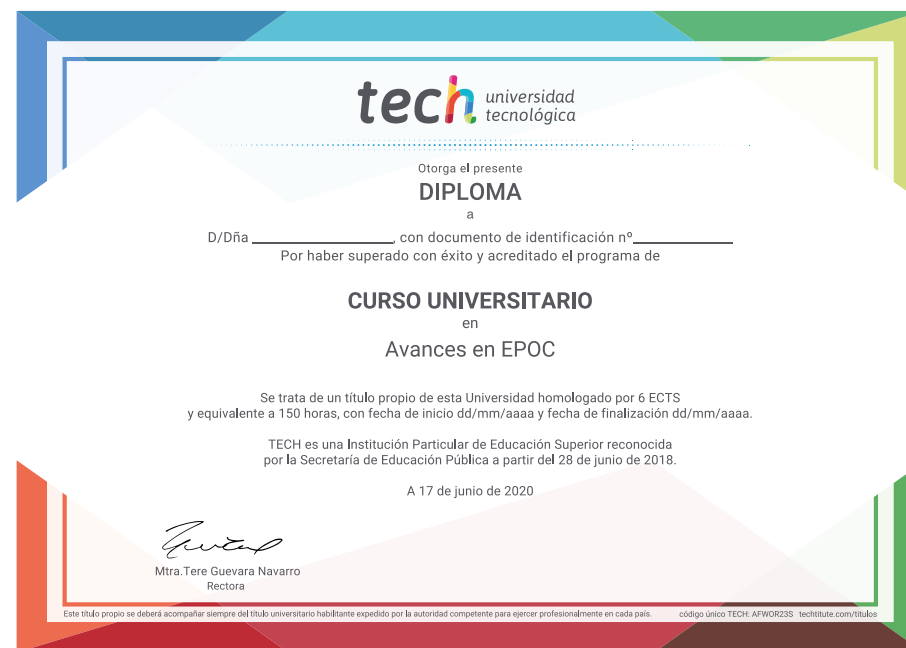 tech universidad
tecnológica
Otorga el presente
DIPLOMA
a
D/Dña ____________________, con documento de identificación nº______________
Por haber superado con éxito y acreditado el programa de
CURSO UNIVERSITARIO
en
Avances en EPOC
Se trata de un título propio de esta Universidad homologado por 6 ECTS
y equivalente a 150 horas, con fecha de inicio dd/mm/aaaa y fecha de finalización dd/mm/aaaa.
TECH es una Institución Particular de Educación Superior reconocida
por la Secretaría de Educación Pública a partir del 28 de junio de 2018.
A 17 de junio de 2020
Mtra.Tere Guevara Navarro
Rectora
Este título propio se deberá acompañar siempre del título universitario habilitante expedido por la autoridad competente para ejercer profesionalmente en cada país. código único TECH: AFWOR23S techtitute.com/títulos